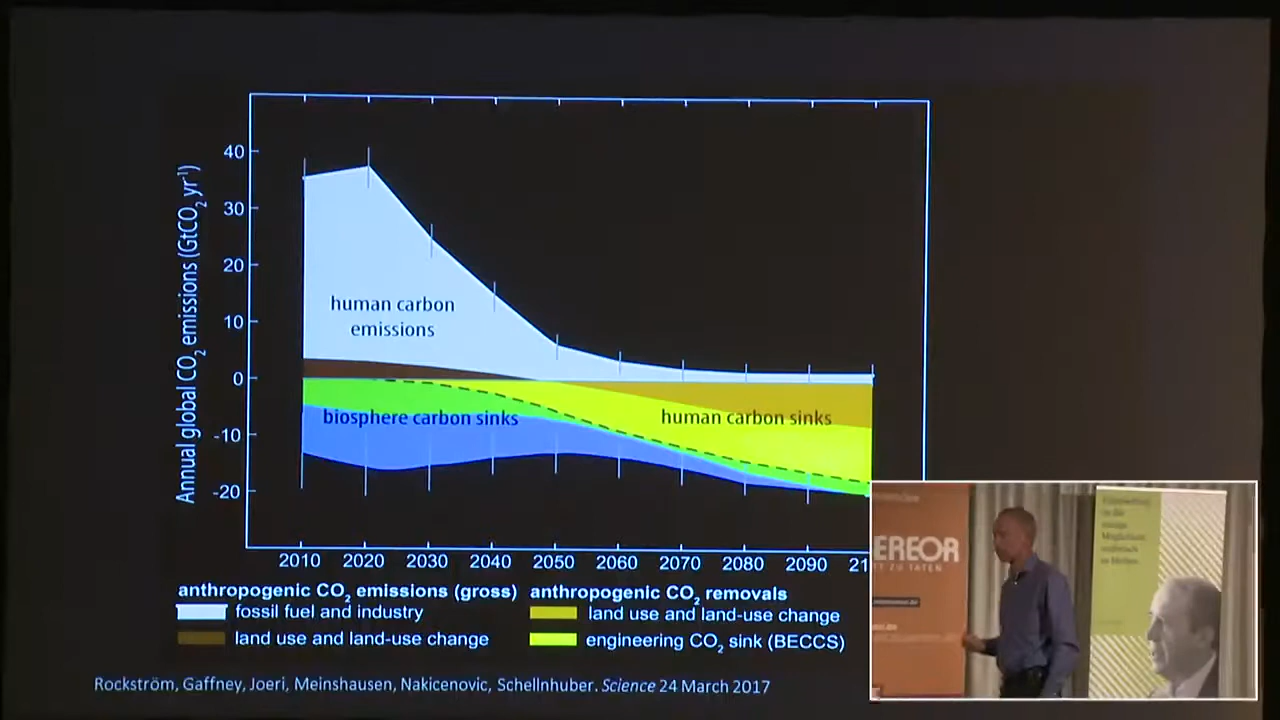 Annual global CO2 emissions (GtCO2 yr-1)
40
30
20
10
0
-10
-20
human carbon
emissions
biosphere carbon sinks
human carbon sinks
2010 2020 2030 2040 2050 2060 2070 2080 2090 21
anthropogenic CO2 emissions (gross)
fossil fuel and industry
land use and land-use change
anthropogenic CO2 removals
land use and land-use change
engineering CO2 sink (BECCS)
Rockström, Gaffney, Joeri, Meinshausen, Nakicenovic, Schellnhuber. Science 24 March 2017
EREOR
T ZU TATEN